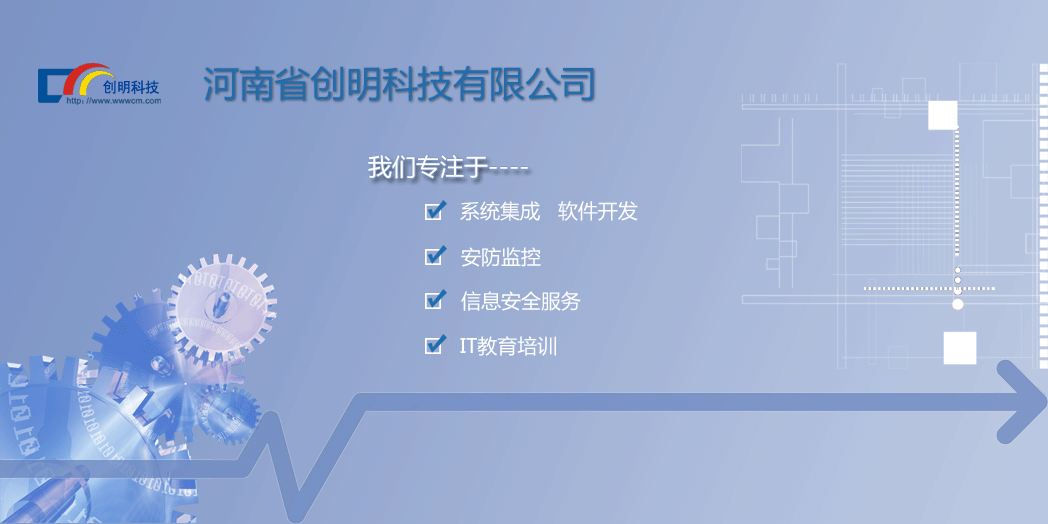 创明科技
http://www.wwwcm.com
河南省创明科技有限公司
我们专注于----
系统集成 软件开发
安防监控
信息安全服务
IT教育培训